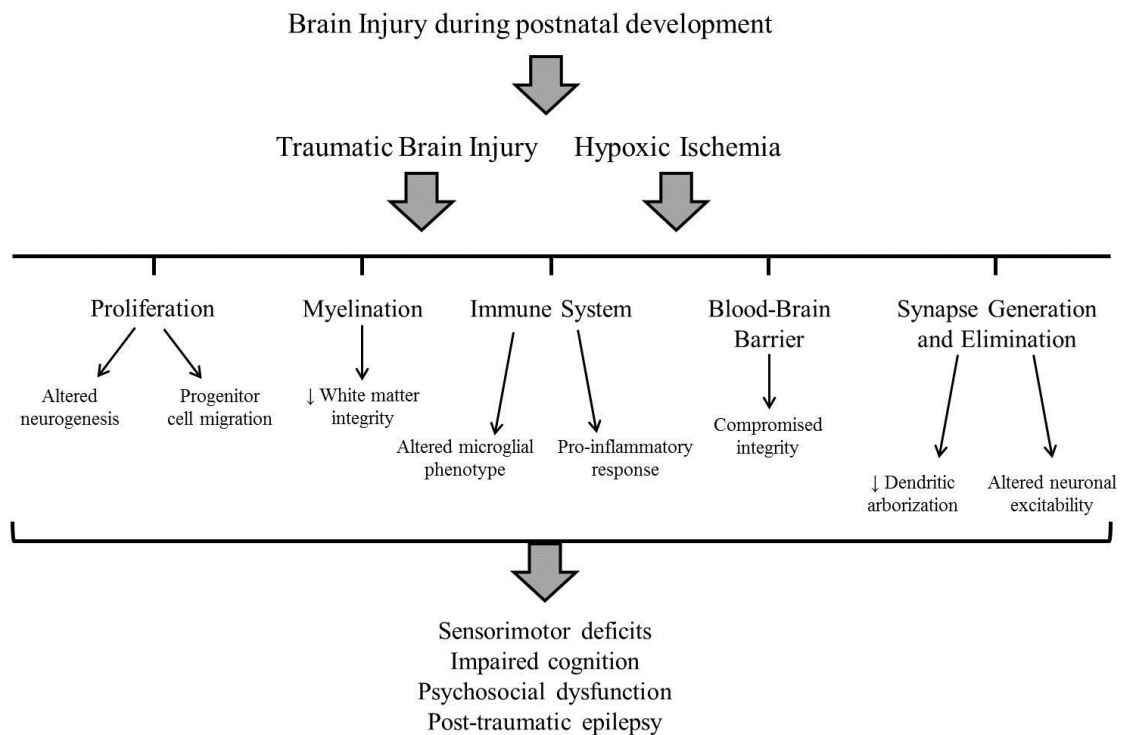 Brain Injury during postnatal development
Traumatic Brain Injury
Hypoxic Ischemia
Proliferation
Altered
neurogenesis
Progenitor
cell migration
Myelination
↓ White matter
integrity
Immune System
Altered microglial
phenotype
Pro-inflammatory
response
Blood-Brain
Barrier
Compromised
integrity
Synapse Generation
and Elimination
↓ Dendritic
arborization
Altered neuronal
excitability
Sensorimotor deficits
Impaired cognition
Psychosocial dysfunction
Post-traumatic epilepsy